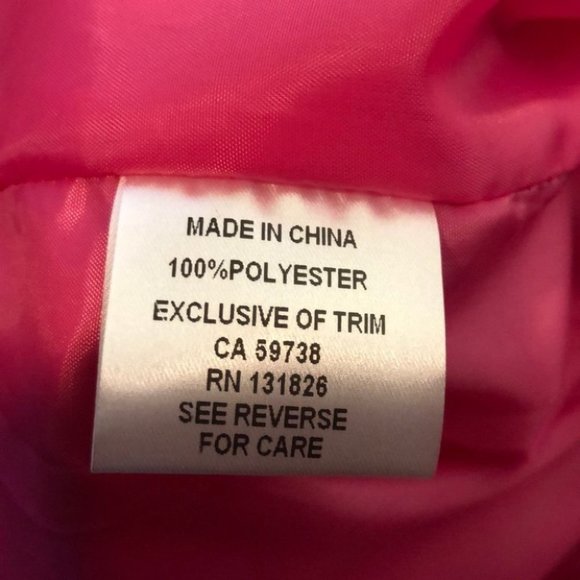 MADE IN CHINA
100%POLYESTER
EXCLUSIVE OF TRIM
CA 59738
RN 131826
SEE REVERSE
FOR CARE